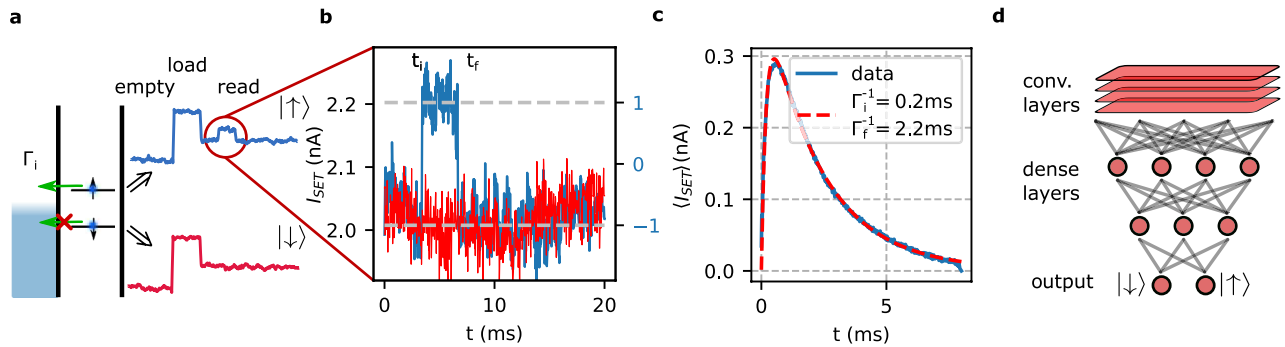 a
empty
load
read
|↑⟩
Γi
|↓⟩
b
ti
tf
2.2
2.1
2.0
I_SET (nA)
1
0
−1
0
10
20
t (ms)
c
0.3
0.2
0.1
0.0
⟨I_SET⟩ (nA)
data
Γi^-1 = 0.2ms
Γf^-1 = 2.2ms
0
5
t (ms)
d
conv.
layers
dense
layers
output
|↓⟩
|↑⟩